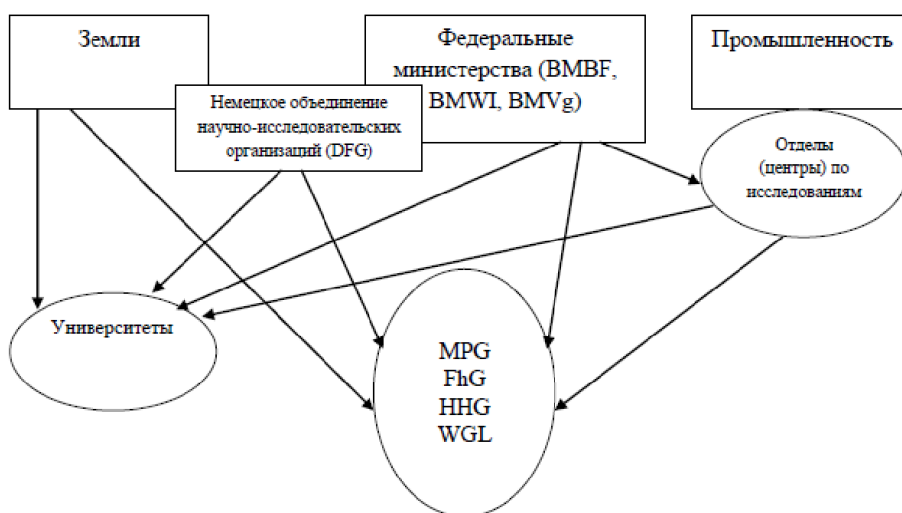 Земли
Федеральные
министерства (BMBF,
BMWI, BMVg)
Промышленность
Немецкое объединение
научно-исследовательских
организаций (DFG)
Отделы
(центры) по
исследованиям
Университеты
MPG
FhG
HHG
WGL